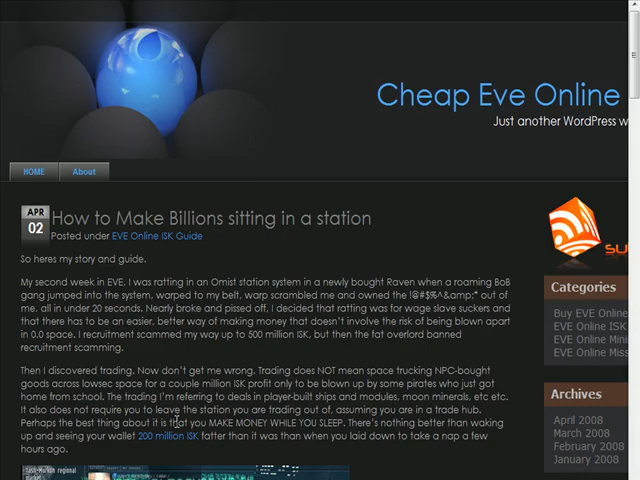 Cheap Eve Online
Just another WordPress w
HOME
About
APR
02
How to Make Billions sitting in a station
Posted under EVE Online ISK Guide
So heres my story and guide.
My second week in EVE, I was ratting in an Omist station system in a newly bought Raven when a roaming BoB
gang jumped into the system, warped to my belt, warp scrambled me and owned the !@#$%^&amp;* out of
me, all in under 20 seconds. Nearly broke and pissed off, I decided that ratting was for wage slave suckers and
that there has to be an easier, better way of making money that doesn't involve the risk of being blown apart
in 0.0 space. I recruitment scammed my way up to 500 million ISK, but then the fat overlord banned
recruitment scamming.
Then I discovered trading. Now don't get me wrong. Trading does NOT mean space trucking NPC-bought
goods across lowsec space for a couple million ISK profit only to be blown up by some pirates who just got
home from school. The trading I'm referring to deals in player-built ships and modules, moon minerals, etc etc.
It also does not require you to leave the station you are trading out of, assuming you are in a trade hub.
Perhaps the best thing about it is that you MAKE MONEY WHILE YOU SLEEP. There's nothing better than waking
up and seeing your wallet 200 million ISK fatter than it was than when you laid down to take a nap a few
hours ago.
Categories
Buy EVE Online
EVE Online ISK
EVE Online Mini
EVE Online Miss
Archives
April 2008
March 2008
February 2008
January 2008